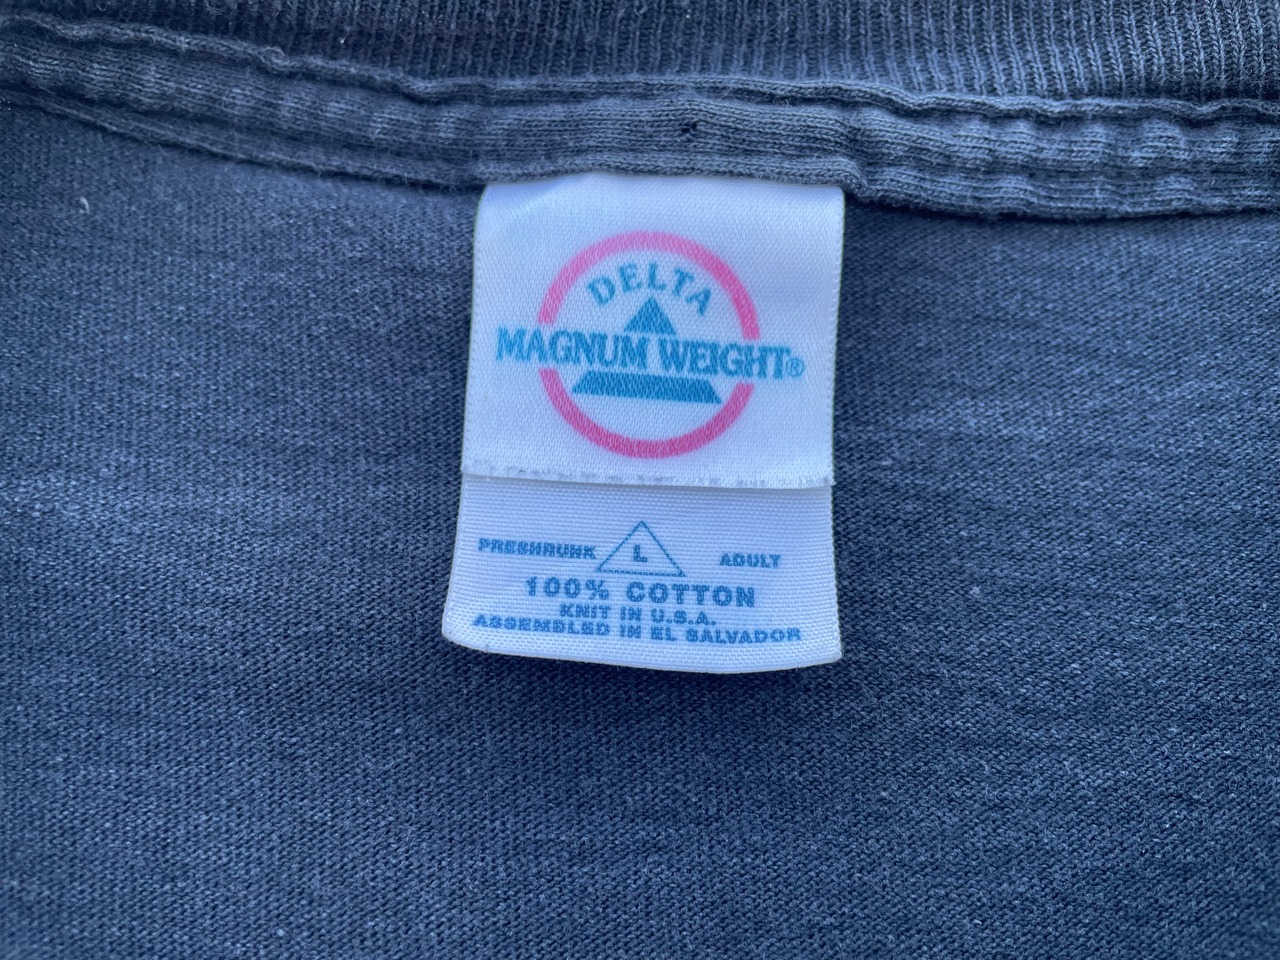 DELTA
MAGNUM WEIGHT®
PRESHRUNK L ADULT
100% COTTON
KNIT IN U.S.A.
ASSEMBLED IN EL SALVADOR